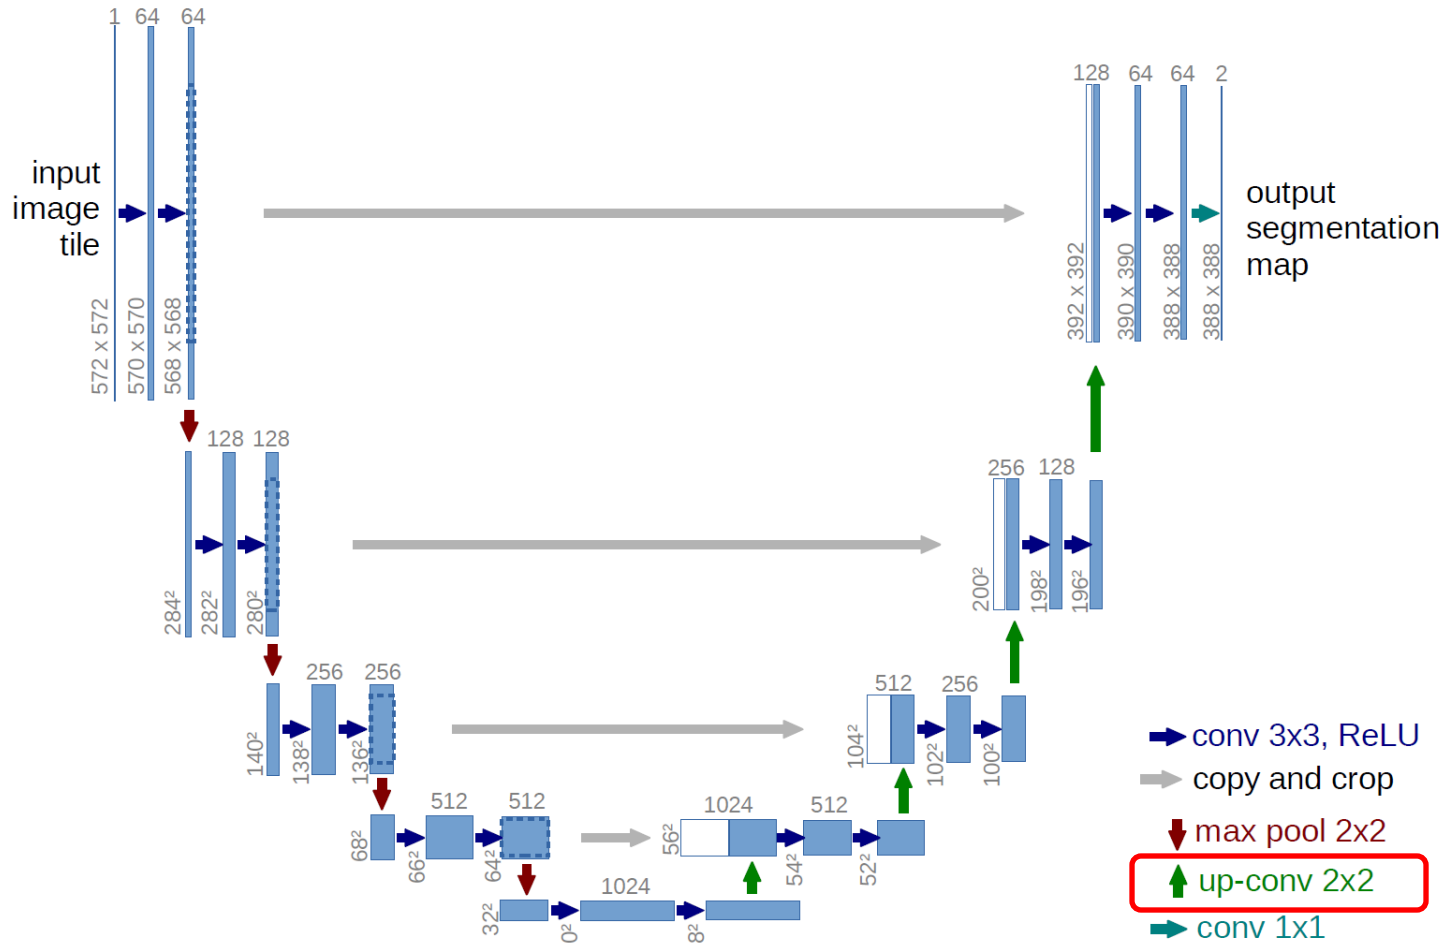 1 64 64
input
image
tile
572 x 572
570 x 570
568 x 568
128 64 64 2
output
segmentation
map
392 x 392
390 x 390
388 x 388
388 x 388
128 128
284²
282²
280²
256 128
200²
198²
196²
256 256
140²
138²
136²
512 256
104²
102²
100²
512 512
68²
66²
64²
1024 512
56²
54²
52²
1024
32²
0²
8²
conv 3x3, ReLU
copy and crop
max pool 2x2
up-conv 2x2
conv 1x1